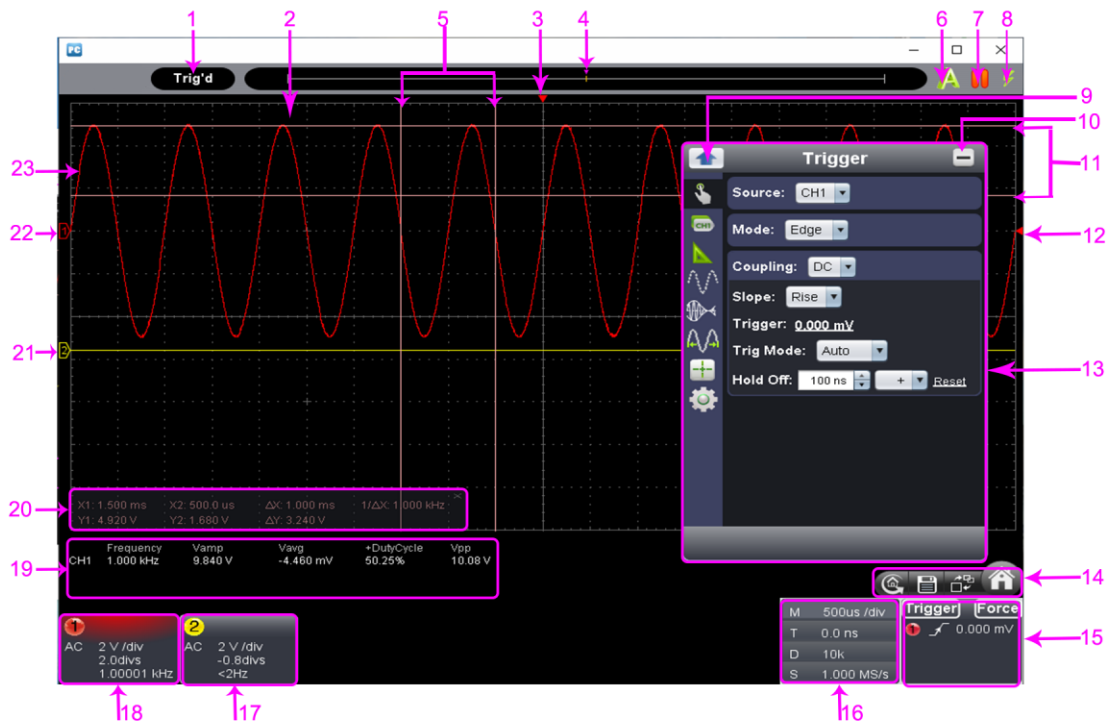 1 2 5 3 4 6 7 8
PC
Trig'd
9
10
11
12
13
14
15
23
22
21
20
19
1
2
Trigger
Source: CH1
CH1
Mode: Edge
Coupling: DC
Slope: Rise
Trigger: 0.000 mV
Trig Mode: Auto
Hold Off: 100 ns + Reset
X1: 1.500 ms X2: 500.0 us ΔX: 1.000 ms 1/ΔX: 1.000 kHz
Y1: 4.920 V Y2: 1.680 V ΔY: 3.240 V
Frequency Vamp Vavg +DutyCycle Vpp
CH1 1.000 kHz 9.840 V -4.460 mV 50.25% 10.08 V
1
AC 2 V /div
2.0divs
1.00001 kHz
2
AC 2 V /div
-0.8divs
<2Hz
M 500us /div
T 0.0 ns
D 10k
S 1.000 MS/s
Trigger Force
1 0.000 mV
18 17 16